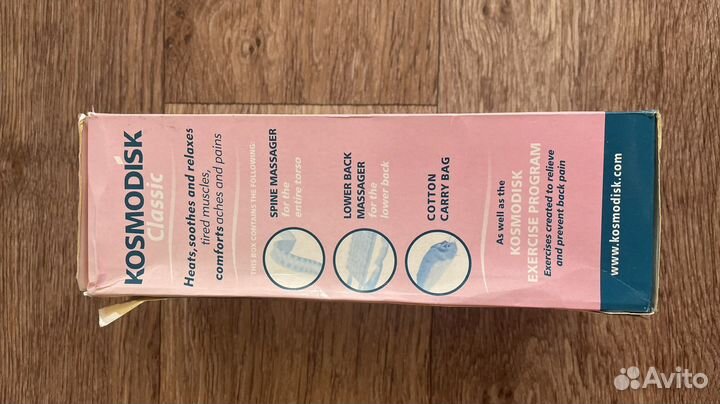 KOSMODÍSK
Classic
Heats, soothes and relaxes
tired muscles,
comforts aches and pains
THIS BOX CONTAINS THE FOLLOWING:
SPINE MASSAGER
for the
entire torso
LOWER BACK
MASSAGER
for the
lower back
COTTON
CARRY BAG
As well as the
KOSMODISK
EXERCISE PROGRAM
Exercises created to relieve
and prevent back pain
www.kosmodisk.com
Avito